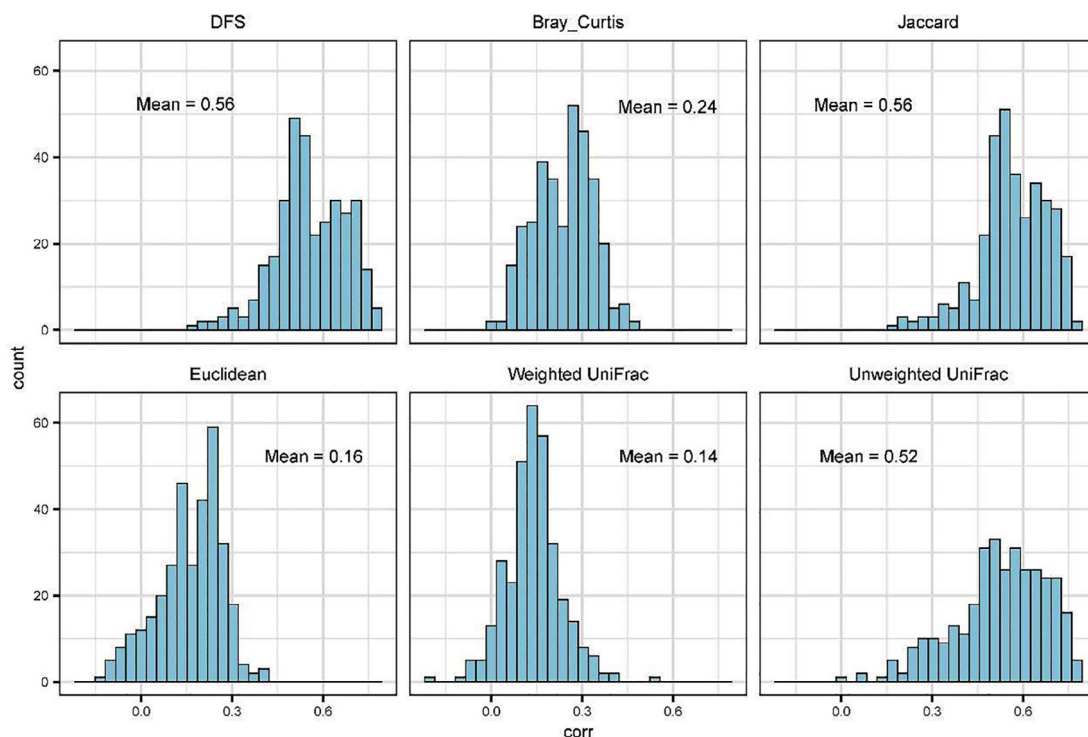 DFS
Bray_Curtis
Jaccard
60
40
20
0
Mean = 0.56
Mean = 0.24
Mean = 0.56
count
Euclidean
Weighted UniFrac
Unweighted UniFrac
60
40
20
0
Mean = 0.16
Mean = 0.14
Mean = 0.52
0.0 0.3 0.6
0.0 0.3 0.6
0.0 0.3 0.6
corr